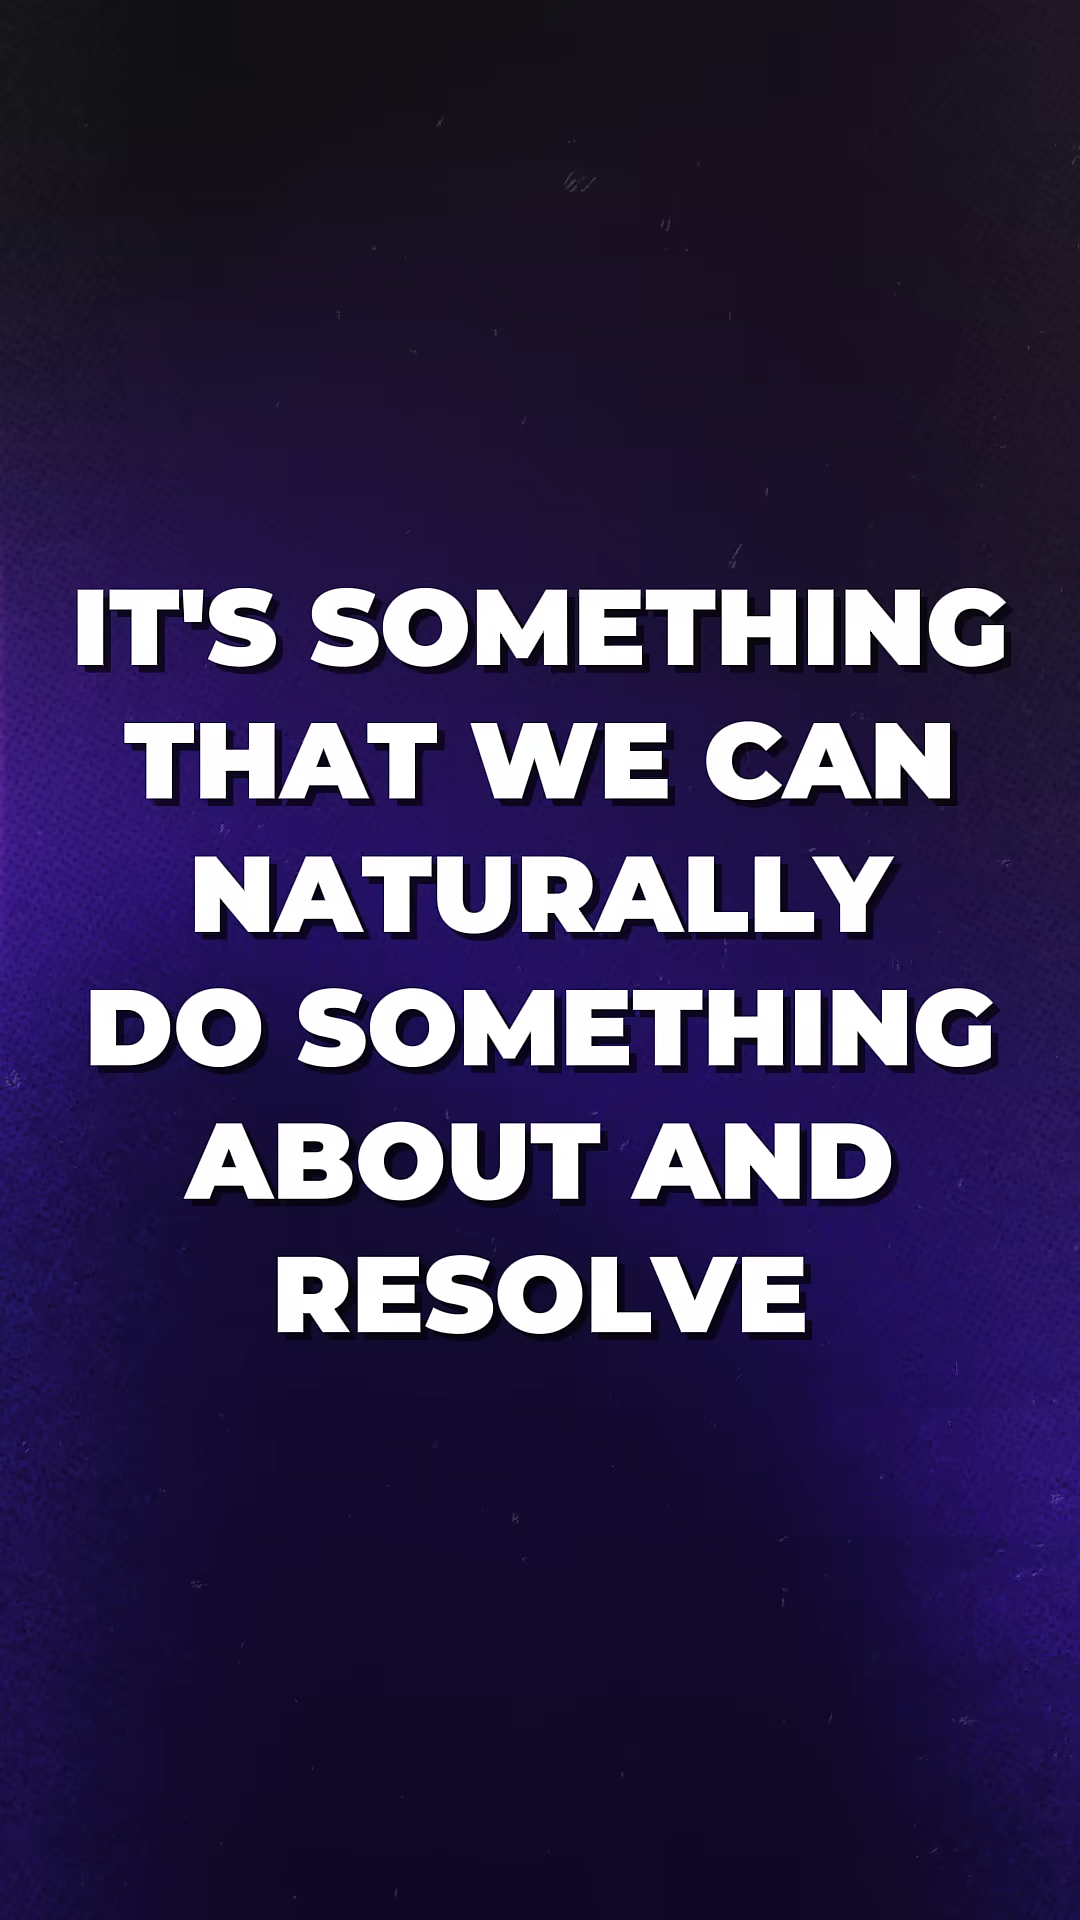 IT'S SOMETHING
THAT WE CAN
NATURALLY
DO SOMETHING
ABOUT AND
RESOLVE